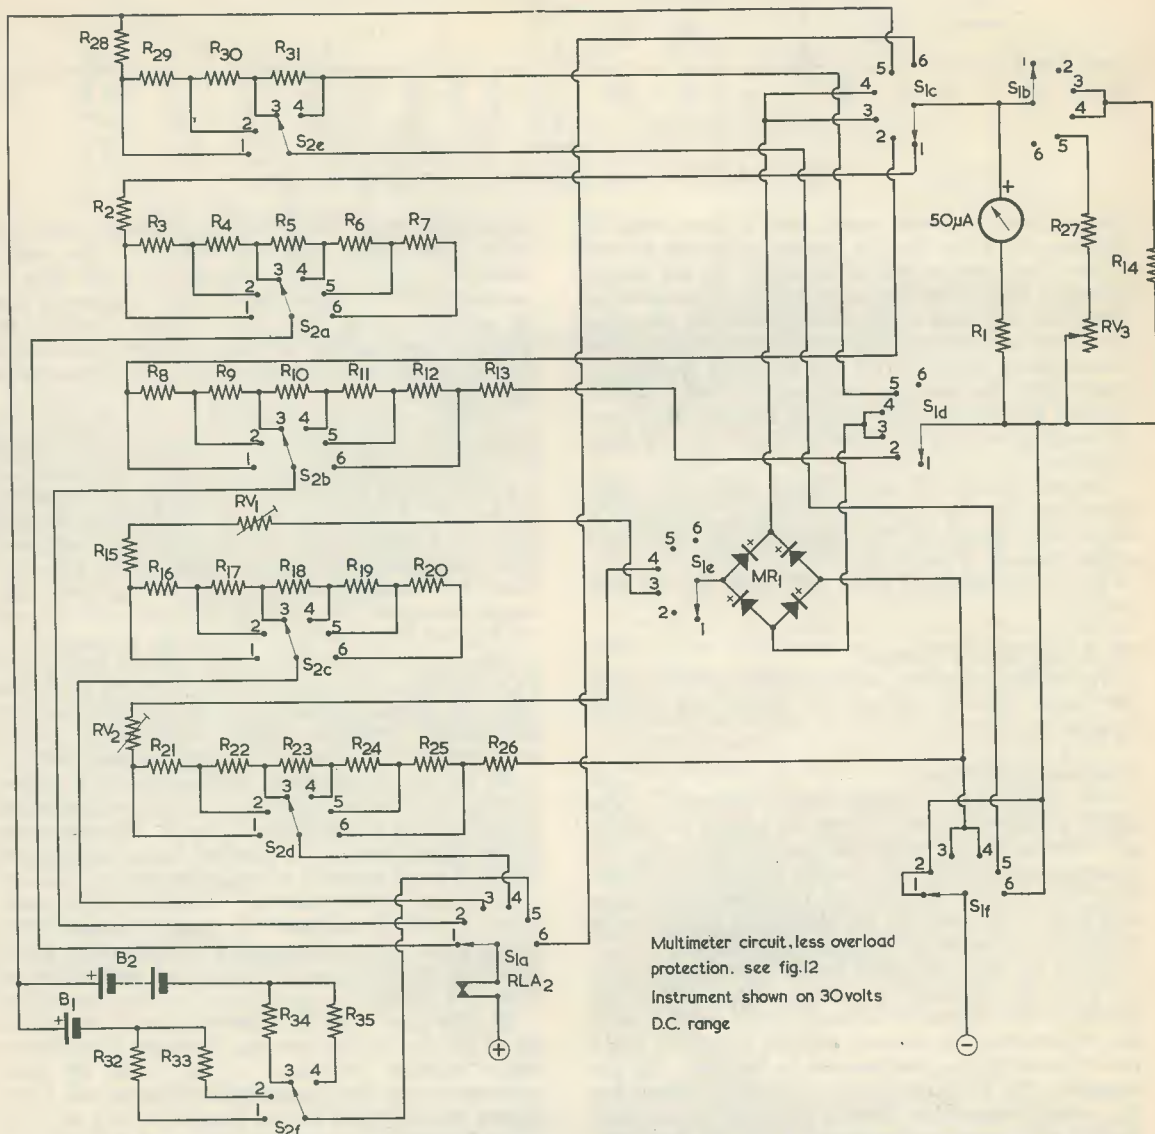 R28
R29
R30
R31
1
2
3
4
S2e
6
5
4
3
2
1
S1c
1
2
3
4
5
6
S1b
R2
R3
R4
R5
R6
R7
1
2
3
4
5
6
S2a
+
50µA
R1
R27
RV3
R14
R8
R9
R10
R11
R12
R13
1
2
3
4
5
6
S2b
6
5
4
3
2
1
S1d
RV1
R15
R16
R17
R18
R19
R20
1
2
3
4
5
6
S2c
6
5
4
3
2
1
S1e
+
+
+
+
MR1
RV2
R21
R22
R23
R24
R25
R26
1
2
3
4
5
6
S2d
1
2
3
4
5
6
S1f
1
2
3
4
5
6
S1a
RLA2
+
-
+
B2
+
B1
R32
R33
R34
R35
1
2
3
4
S2f
Multimeter circuit, less overload
protection. see fig.12
Instrument shown on 30volts
D.C. range